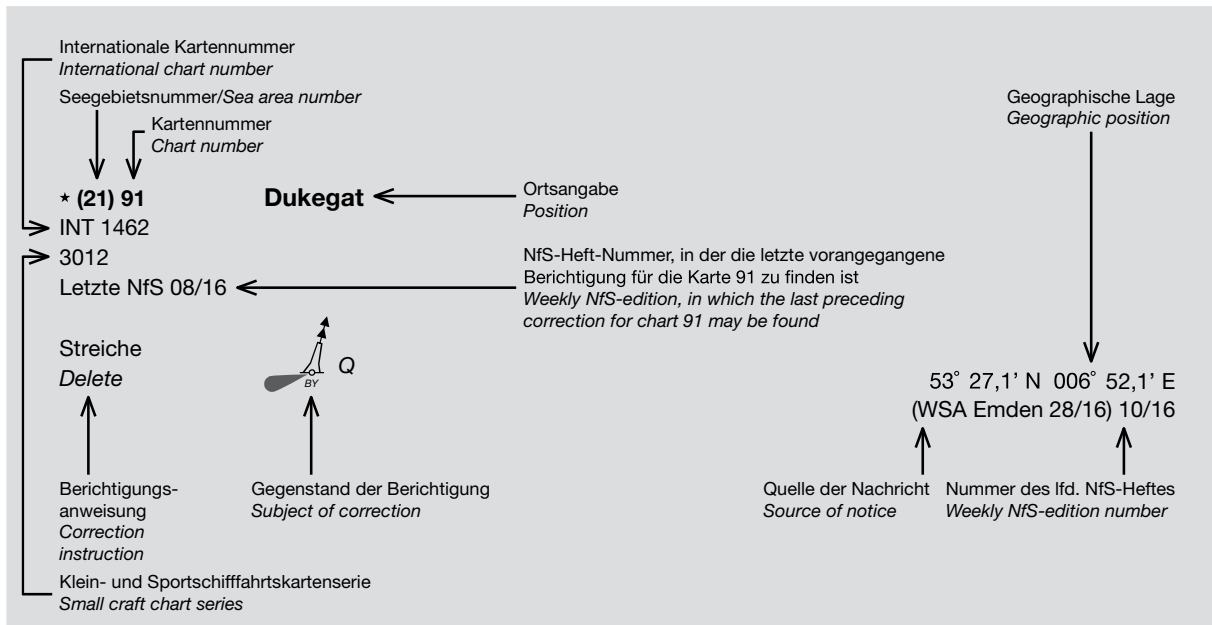 Internationale Kartennummer
International chart number
Seegebietsnummer/Sea area number
Kartennummer
Chart number
Geographische Lage
Geographic position
★ (21) 91
Dukegat
Ortsangabe
Position
INT 1462
3012
Letzte NfS 08/16
NfS-Heft-Nummer, in der die letzte vorangegangene
Berichtigung für die Karte 91 zu finden ist
Weekly NfS-edition, in which the last preceding
correction for chart 91 may be found
Streiche
Delete
BY
Q
53° 27,1' N 006° 52,1' E
(WSA Emden 28/16) 10/16
Berichtigungs-
anweisung
Correction
instruction
Gegenstand der Berichtigung
Subject of correction
Quelle der Nachricht
Source of notice
Nummer des lfd. NfS-Heftes
Weekly NfS-edition number
Klein- und Sportschifffahrtskartenserie
Small craft chart series